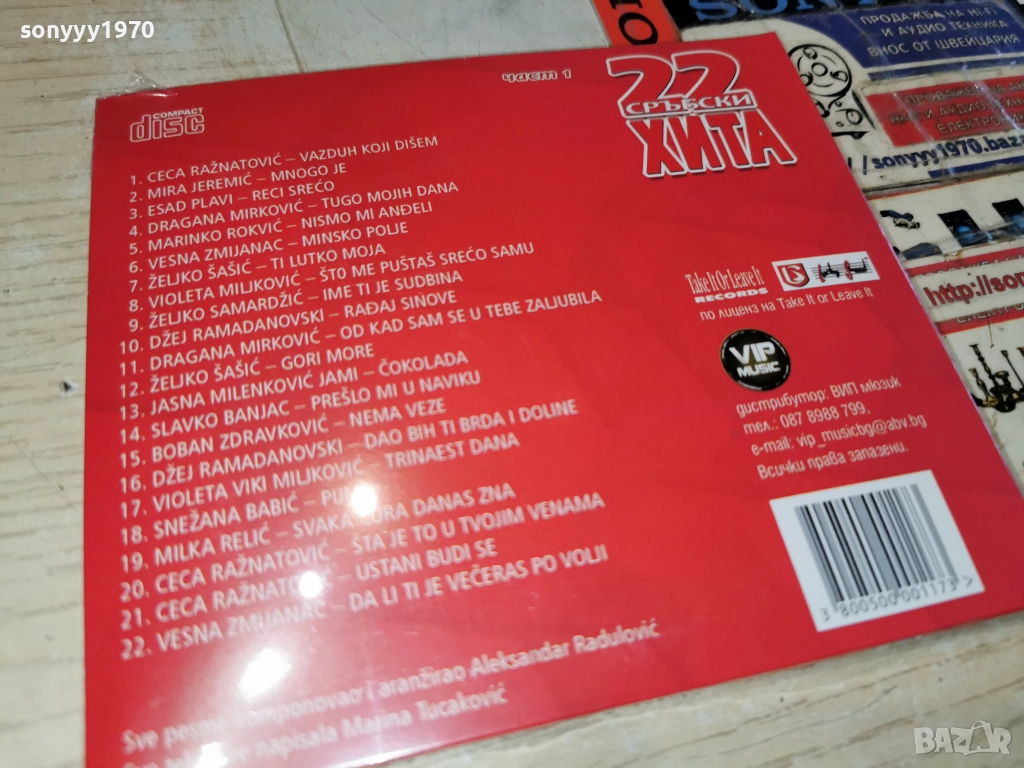 sonyyy1970
COMPACT
disc
част 1
22
СРЪБСКИ
ХИТА
1. CECA RAŽNATOVIĆ – VAZDUH KOJI DIŠEM
2. MIRA JEREMIĆ – MNOGO JE
3. ESAD PLAVI – RECI SREĆO
4. DRAGANA MIRKOVIĆ – TUGO MOJIH DANA
5. MARINKO ROKVIĆ – NISMO MI ANĐELI
6. VESNA ZMIJANAC – MINSKO POLJE
7. ŽELJKO ŠAŠIĆ – TI LUTKO MOJA
8. VIOLETA MILJKOVIĆ – ŠT0 ME PUŠTAŠ SREĆO SAMU
9. ŽELJKO SAMARDŽIĆ – IME TI JE SUDBINA
10. DŽEJ RAMADANOVSKI – RAĐAJ SINOVE
11. DRAGANA MIRKOVIĆ – OD KAD SAM SE U TEBE ZALJUBILA
12. ŽELJKO ŠAŠIĆ – GORI MORE
13. JASNA MILENKOVIĆ JAMI – ČOKOLADA
14. SLAVKO BANJAC – PREŠLO MI U NAVIKU
15. BOBAN ZDRAVKOVIĆ – NEMA VEZE
16. DŽEJ RAMADANOVSKI – DAO BIH TI BRDA I DOLINE
17. VIOLETA VIKI MILJKOVIĆ – TRINAEST DANA
18. SNEŽANA BABIĆ –
19. MILKA RELIĆ – SVAKA DANAS ZNA
20. CECA RAŽNATOVIĆ – ŠTA JE TO U TVOJIM VENAMA
21. CECA RAŽNATOVIĆ – USTANI BUDI SE
22. VESNA ZMIJANAC – DA LI TI JE VEČERAS PO VOLJI
Sve komponovao i aranžirao Aleksandar Radulović
napisala Marina Tucaković
Take It Or Leave It
RECORDS
по лиценз на Take It or Leave It
VIP
MUSIC
дистрибутор: ВИП мюзик
тел.: 087 8988 799,
e-mail: vip_musicbg@abv.bg
Всички права запазени.
3 800500 001173 >
ПРОДАЖБА НА HI-FI
И АУДИО ТЕХНИКА
ВНОС ОТ ШВЕЙЦАРИЯ
/sonyyy1970.baza
http://son
BAZAR